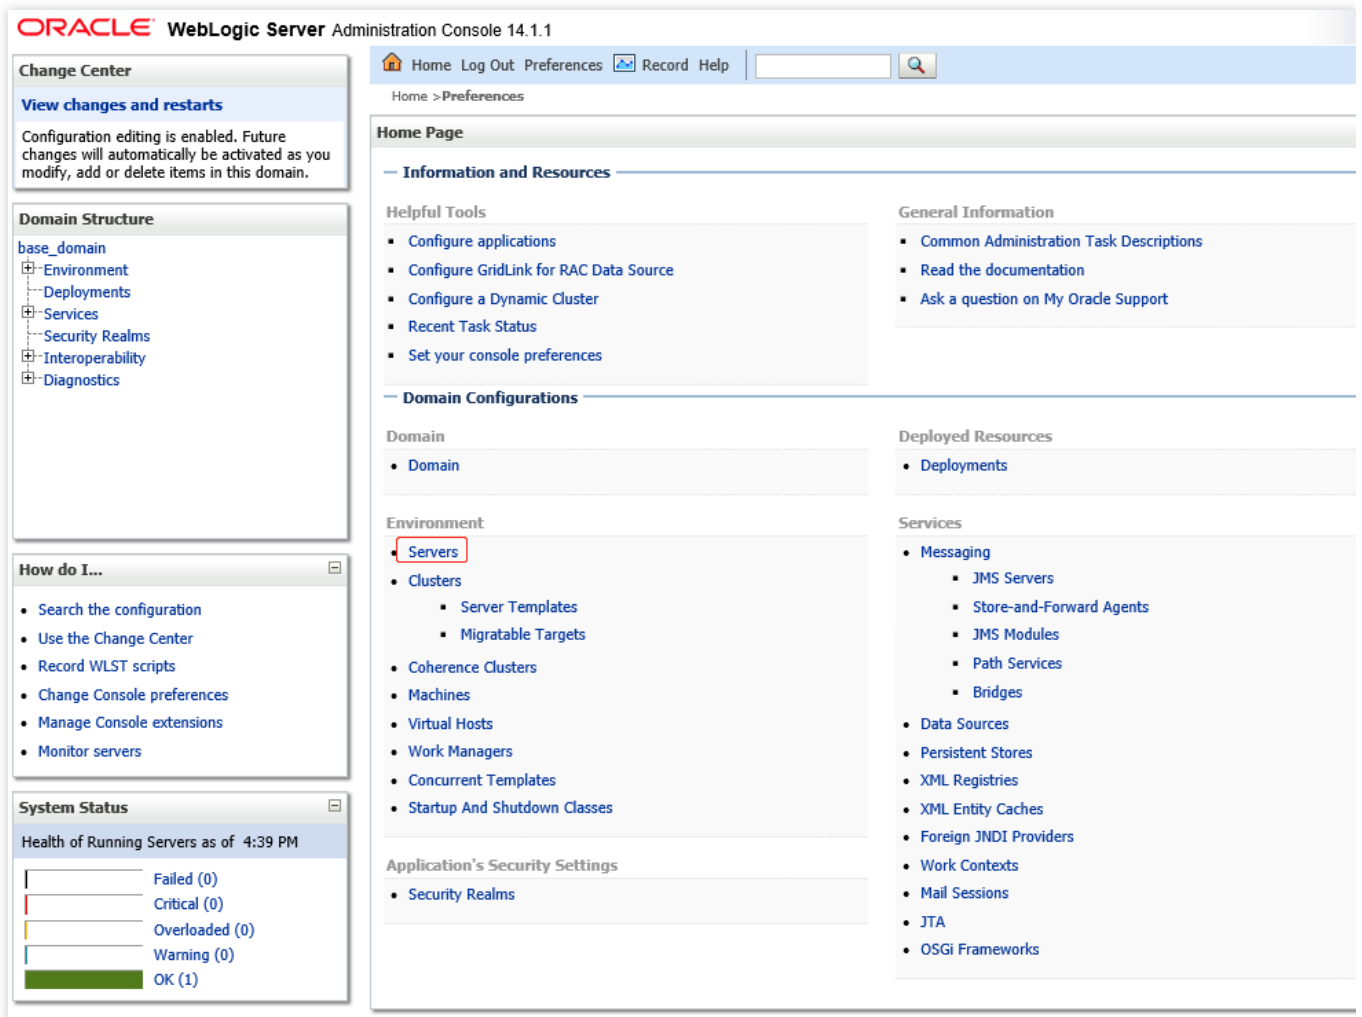 ORACLE WebLogic Server Administration Console 14.1.1
Change Center
View changes and restarts
Configuration editing is enabled. Future
changes will automatically be activated as you
modify, add or delete items in this domain.
Domain Structure
base_domain
Environment
Deployments
Services
Security Realms
Interoperability
Diagnostics
How do I...
Search the configuration
Use the Change Center
Record WLST scripts
Change Console preferences
Manage Console extensions
Monitor servers
System Status
Health of Running Servers as of 4:39 PM
Failed (0)
Critical (0)
Overloaded (0)
Warning (0)
OK (1)
Home Log Out Preferences Record Help
Home >Preferences
Home Page
Information and Resources
Helpful Tools
Configure applications
Configure GridLink for RAC Data Source
Configure a Dynamic Cluster
Recent Task Status
Set your console preferences
General Information
Common Administration Task Descriptions
Read the documentation
Ask a question on My Oracle Support
Domain Configurations
Domain
Domain
Deployed Resources
Deployments
Environment
Servers
Clusters
Server Templates
Migratable Targets
Coherence Clusters
Machines
Virtual Hosts
Work Managers
Concurrent Templates
Startup And Shutdown Classes
Services
Messaging
JMS Servers
Store-and-Forward Agents
JMS Modules
Path Services
Bridges
Data Sources
Persistent Stores
XML Registries
XML Entity Caches
Foreign JNDI Providers
Work Contexts
Mail Sessions
JTA
OSGi Frameworks
Application's Security Settings
Security Realms